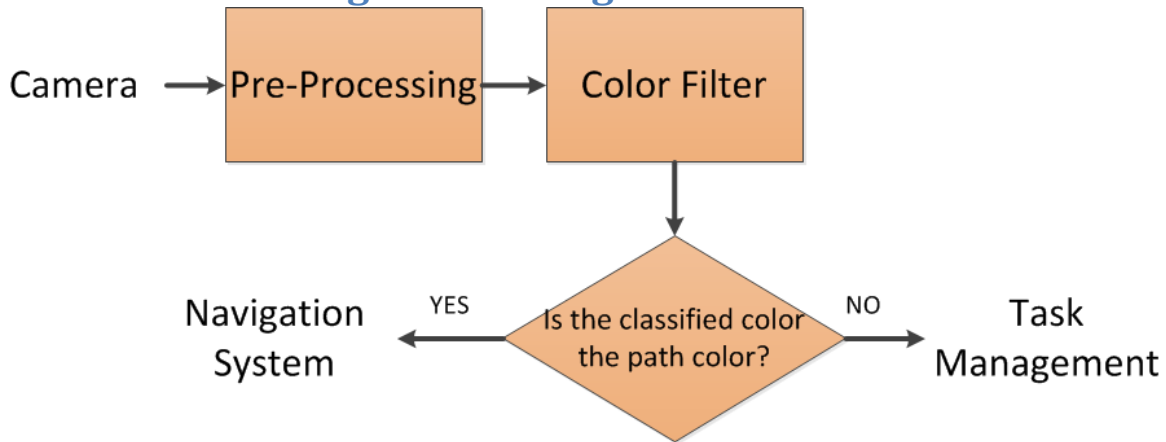 Camera
Pre-Processing
Color Filter
Is the classified color
the path color?
YES
Navigation
System
NO
Task
Management